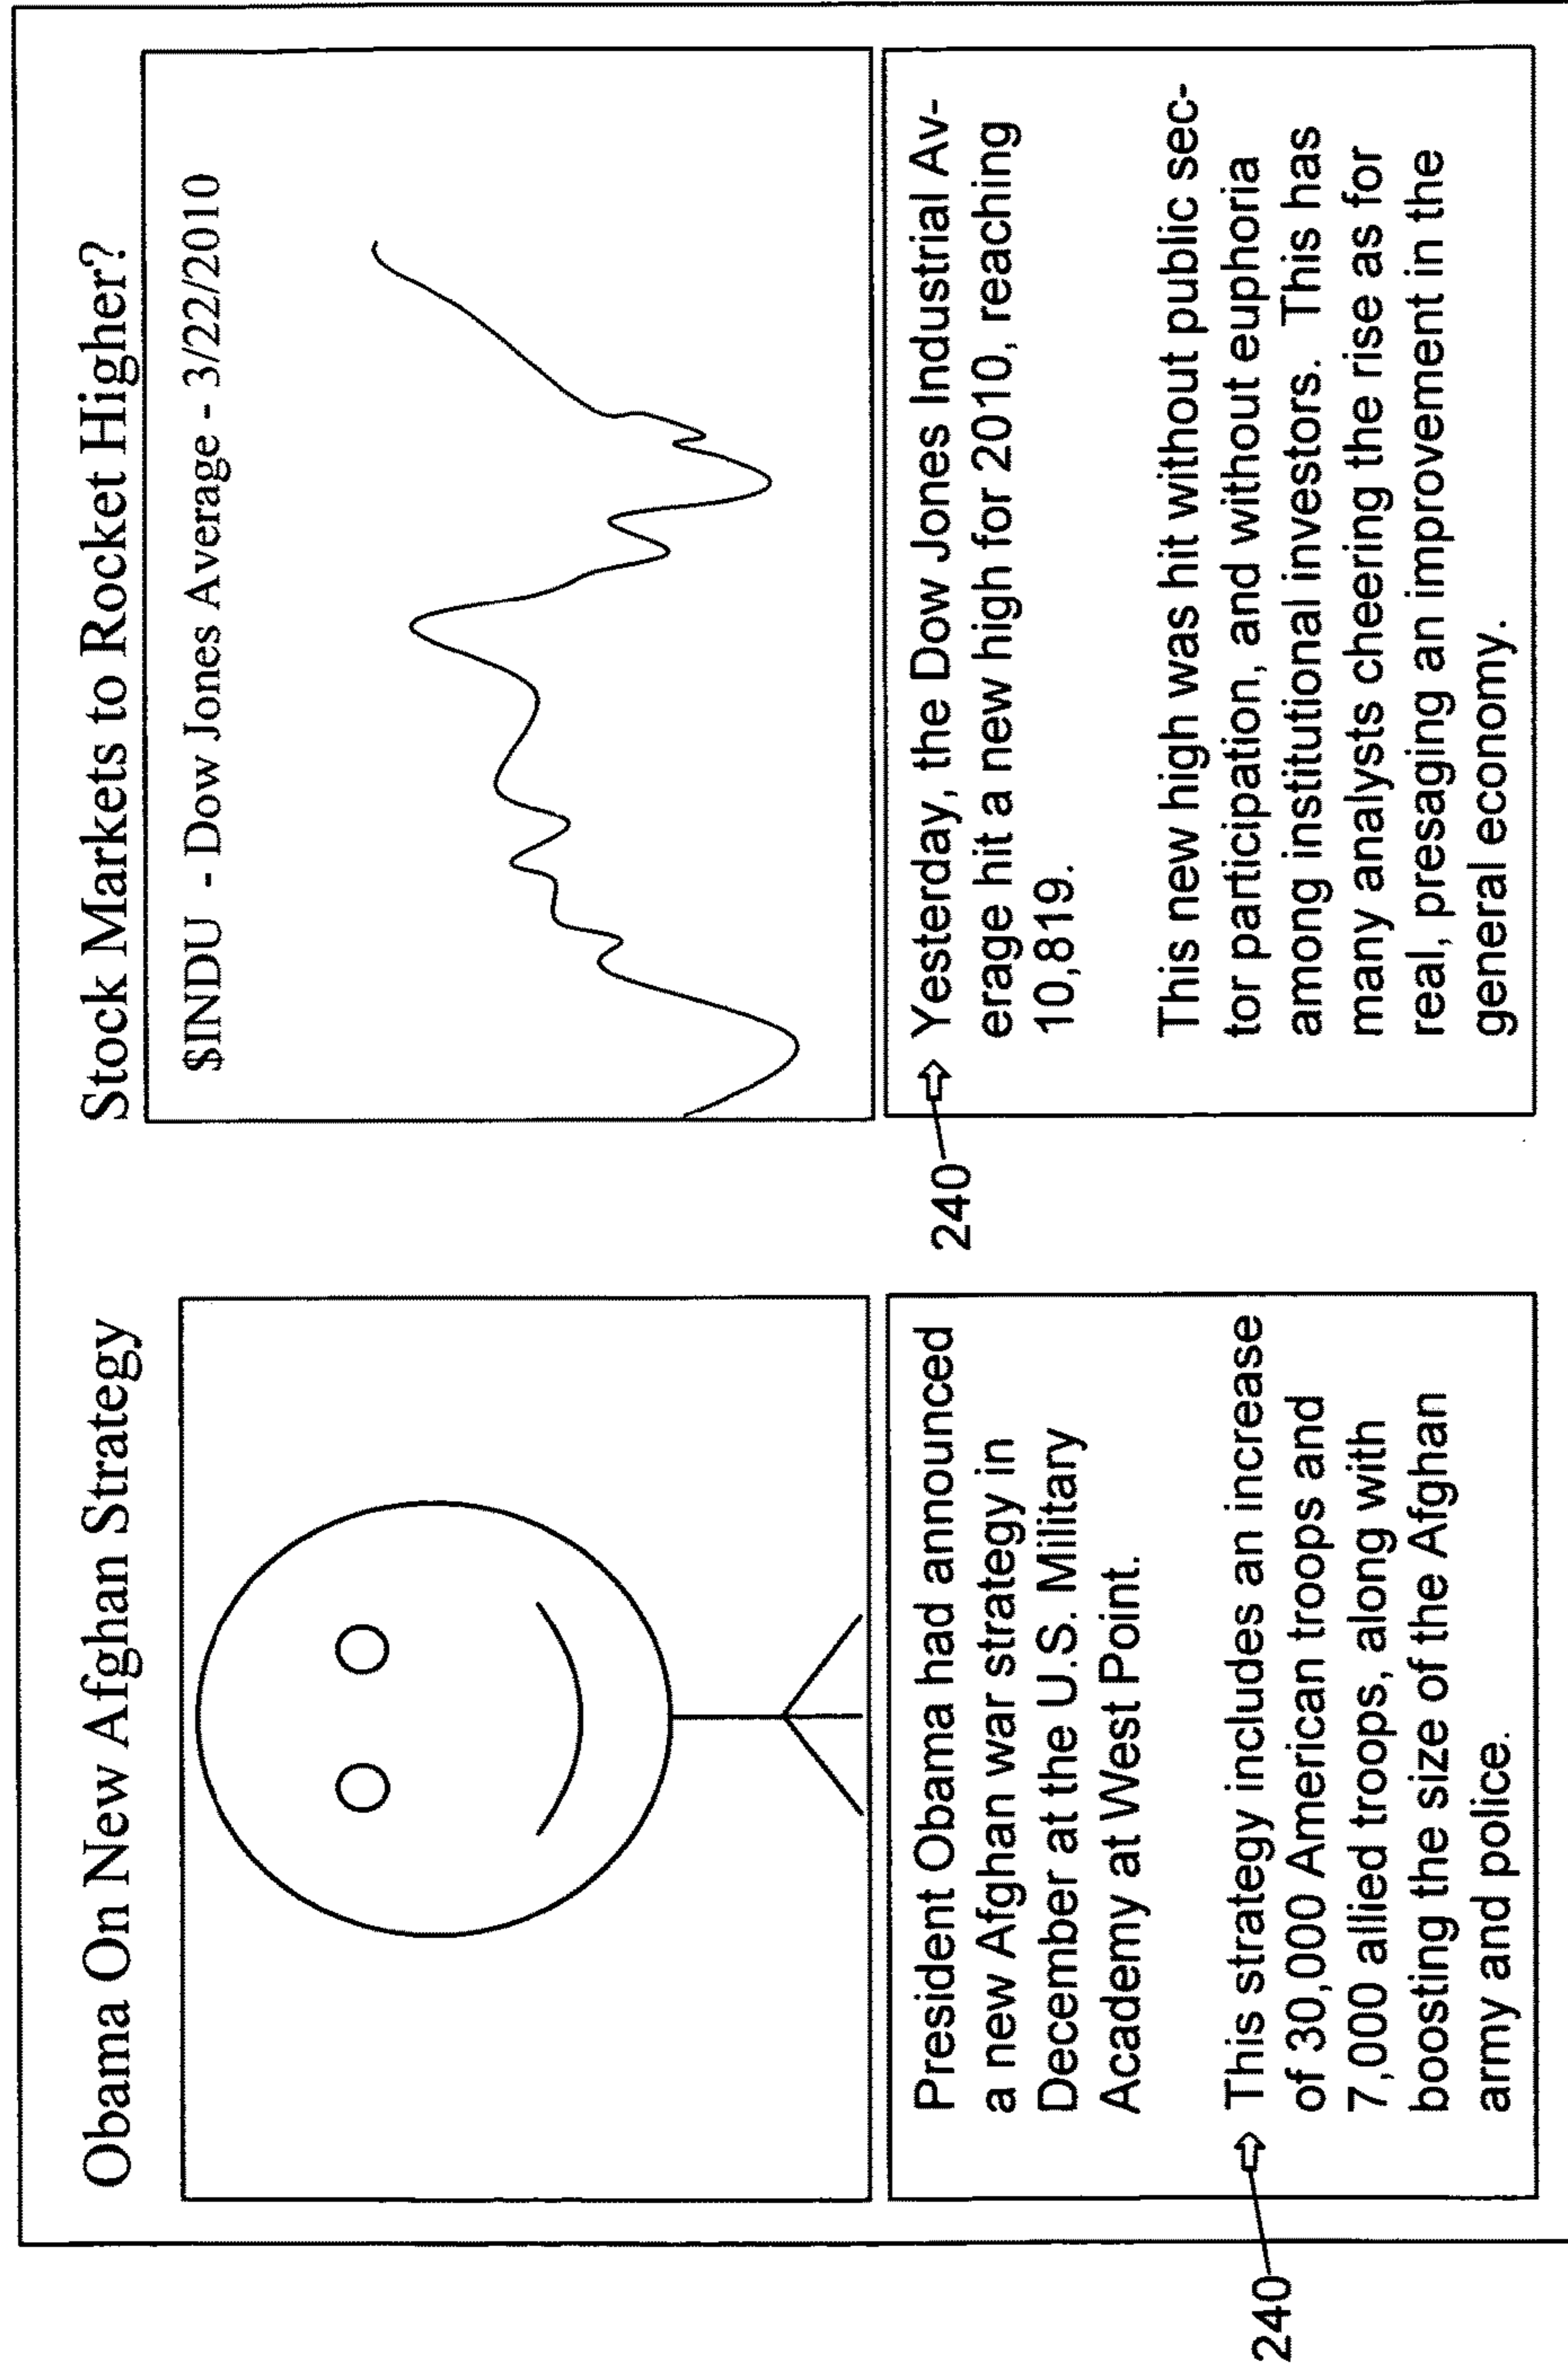 Obama On New Afghan Strategy
President Obama had announced
a new Afghan war strategy in
December at the U.S. Military
Academy at West Point.
240
This strategy includes an increase
of 30,000 American troops and
7,000 allied troops, along with
boosting the size of the Afghan
army and police.
Stock Markets to Rocket Higher?
$INDU - Dow Jones Average - 3/22/2010
240
Yesterday, the Dow Jones Industrial Av-
erage hit a new high for 2010, reaching
10,819.
This new high was hit without public sec-
tor participation, and without euphoria
among institutional investors. This has
many analysts cheering the rise as for
real, presaging an improvement in the
general economy.